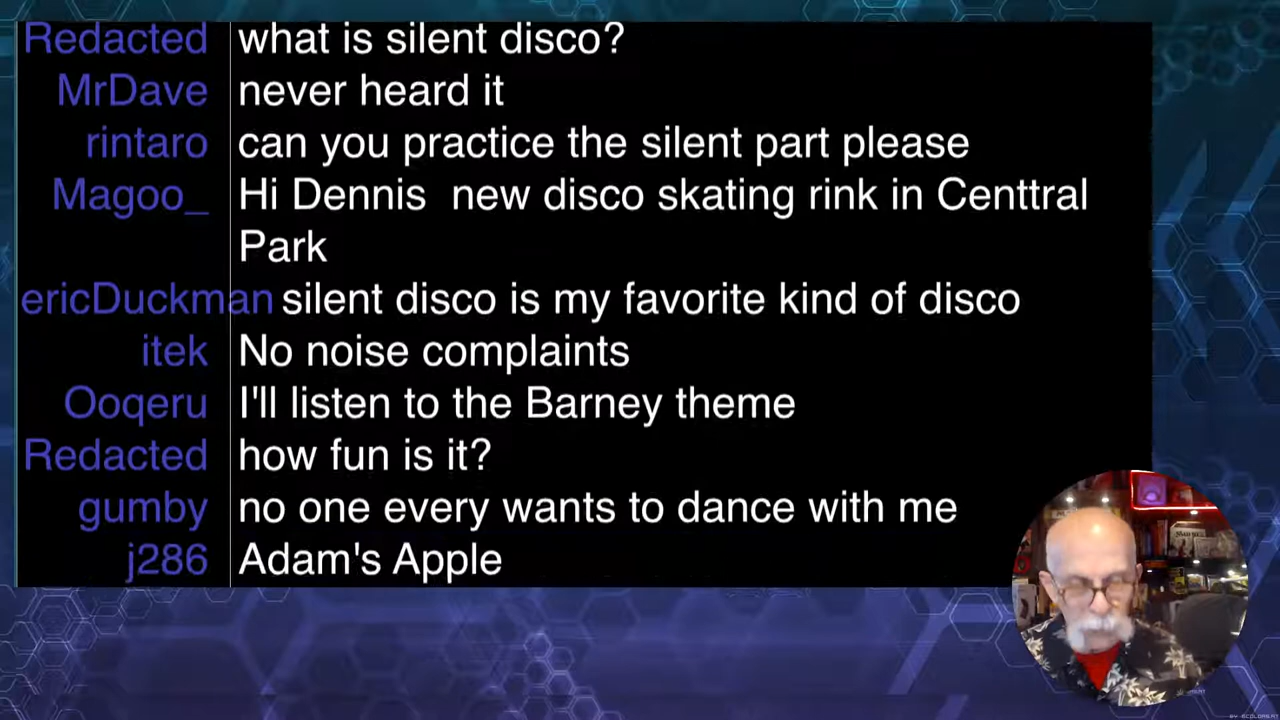 Redacted what is silent disco?
MrDave never heard it
rintaro can you practice the silent part please
Magoo_ Hi Dennis  new disco skating rink in Centtral
Park
ericDuckman silent disco is my favorite kind of disco
itek No noise complaints
Ooqeru I'll listen to the Barney theme
Redacted how fun is it?
gumby no one every wants to dance with me
j286 Adam's Apple